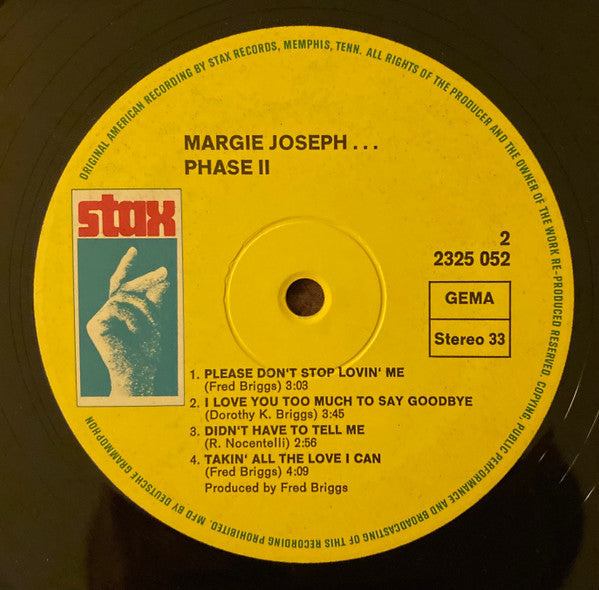 ORIGINAL AMERICAN RECORDING BY STAX RECORDS, MEMPHIS, TENN. ALL RIGHTS OF THE PRODUCER AND THE OWNER OF THE WORK RE-PRODUCED RESERVED. COPYING, PUBLIC PERFORMANCE AND BROADCASTING OF THIS RECORDING PROHIBITED. MFD BY DEUTSCHE GRAMMOPHON
MARGIE JOSEPH...
PHASE II
stax
2
2325 052
GEMA
Stereo 33
1. PLEASE DON'T STOP LOVIN' ME
(Fred Briggs) 3:03
2. I LOVE YOU TOO MUCH TO SAY GOODBYE
(Dorothy K. Briggs) 3:45
3. DIDN'T HAVE TO TELL ME
(R. Nocentelli) 2:56
4. TAKIN' ALL THE LOVE I CAN
(Fred Briggs) 4:09
Produced by Fred Briggs